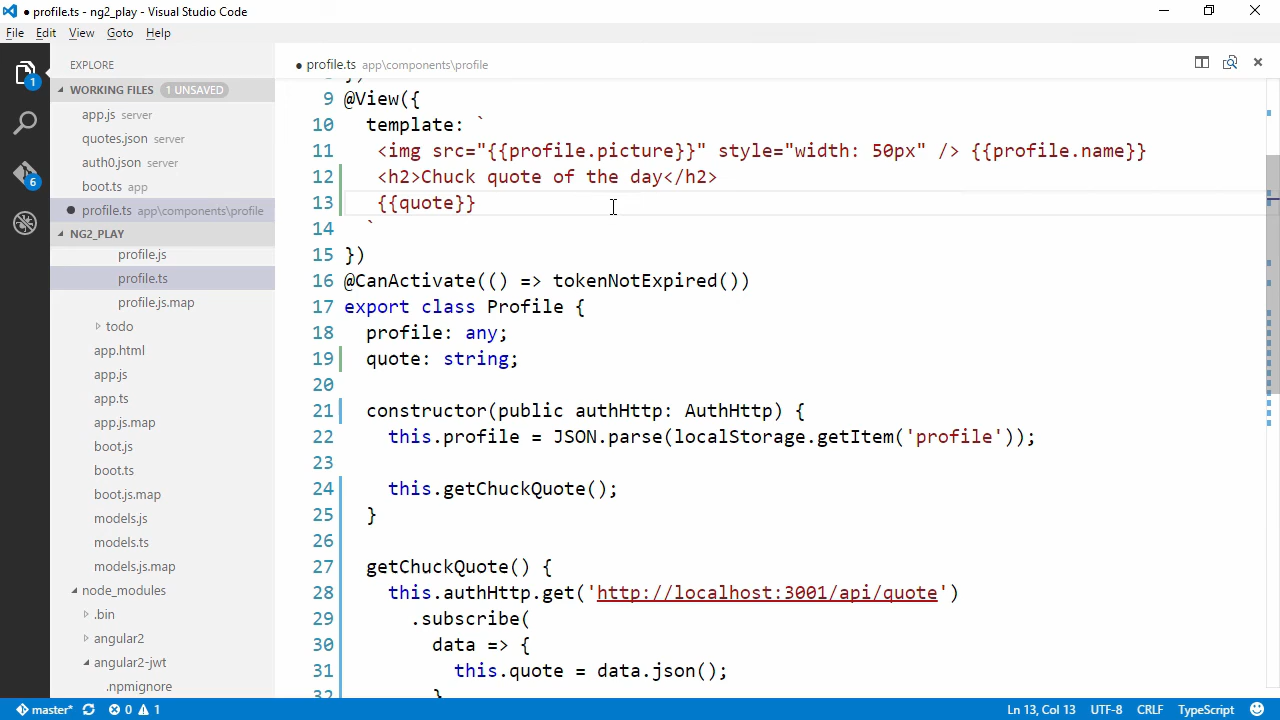 ● profile.ts - ng2_play - Visual Studio Code
File Edit View Goto Help
EXPLORE
WORKING FILES 1 UNSAVED
app.js server
quotes.json server
auth0.json server
boot.ts app
● profile.ts app\components\profile
NG2_PLAY
profile.js
profile.ts
profile.js.map
todo
app.html
app.js
app.ts
app.js.map
boot.js
boot.ts
boot.js.map
models.js
models.ts
models.js.map
node_modules
.bin
angular2
angular2-jwt
.npmignore
1
6
● profile.ts app\components\profile
9 @View({
10 template: `
11 <img src="{{profile.picture}}" style="width: 50px" /> {{profile.name}}
12 <h2>Chuck quote of the day</h2>
13 {{quote}}
14 `
15 })
16 @CanActivate(() => tokenNotExpired())
17 export class Profile {
18 profile: any;
19 quote: string;
20
21 constructor(public authHttp: AuthHttp) {
22 this.profile = JSON.parse(localStorage.getItem('profile'));
23
24 this.getChuckQuote();
25 }
26
27 getChuckQuote() {
28 this.authHttp.get('http://localhost:3001/api/quote')
29 .subscribe(
30 data => {
31 this.quote = data.json();
32 }
master* 0 1 Ln 13, Col 13 UTF-8 CRLF TypeScript